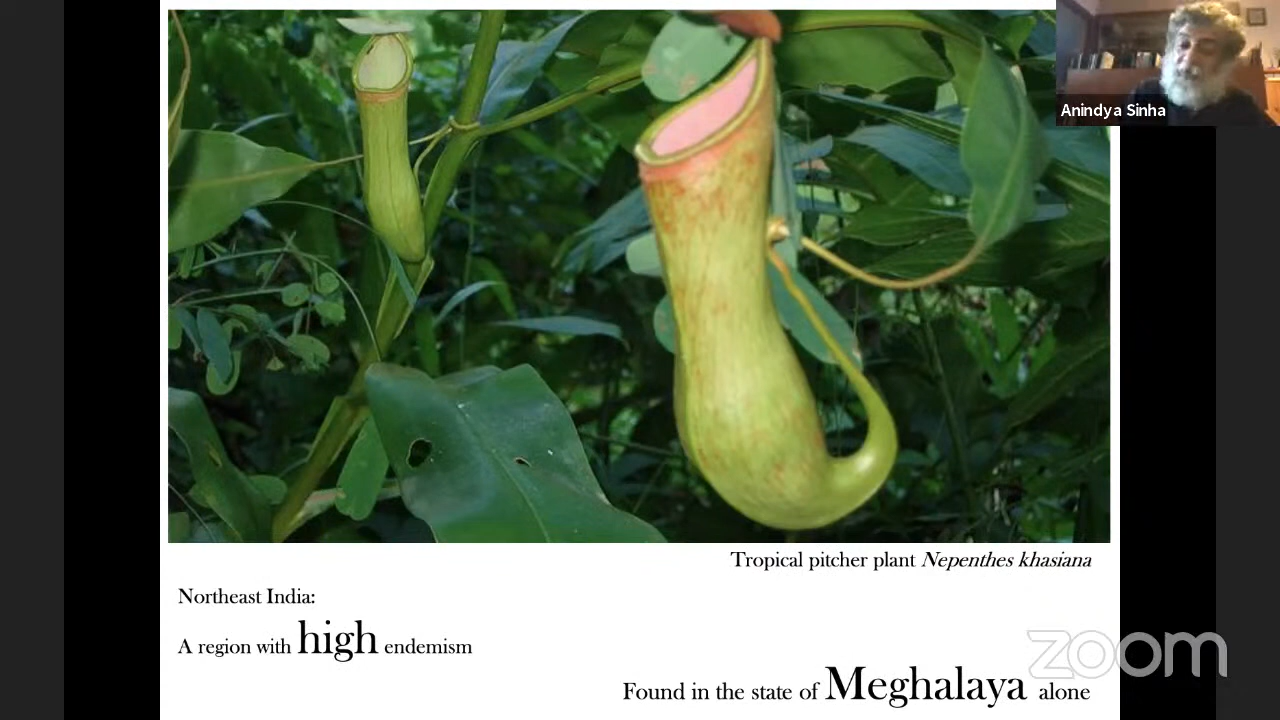 Anindya Sinha
Tropical pitcher plant Nepenthes khasiana
Northeast India:
A region with high endemism
Found in the state of Meghalaya alone
zoom